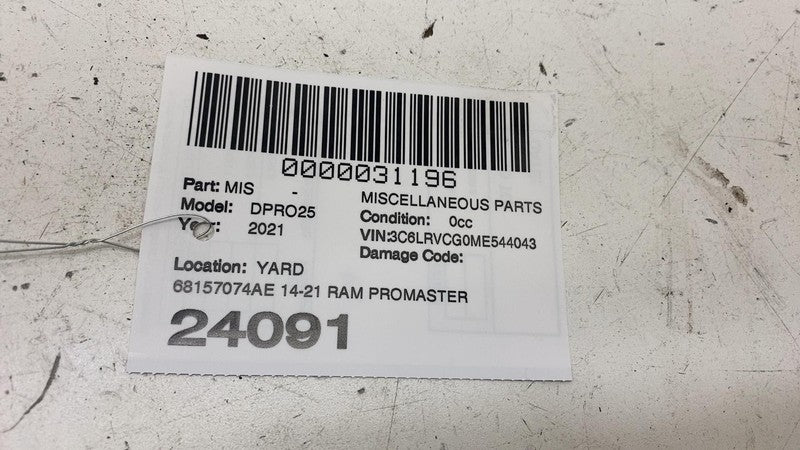 0000031196
Part: MIS - MISCELLANEOUS PARTS
Model: DPRO25 Condition: 0cc
Year: 2021 VIN:3C6LRVCG0ME544043
Damage Code:
Location: YARD
68157074AE 14-21 RAM PROMASTER
24091